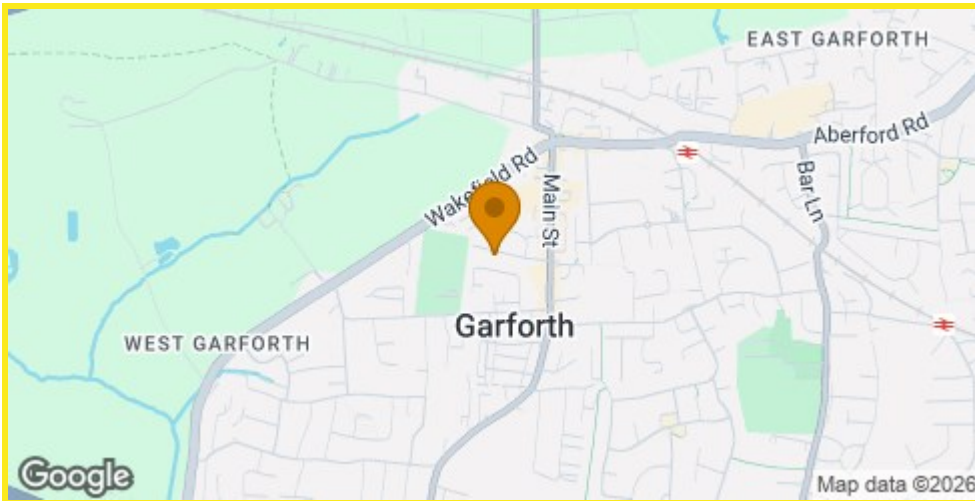 EAST GARFORTH
Aberford Rd
Wakefield Rd
Main St
Bar Ln
Garforth
WEST GARFORTH
Google
Map data ©2026